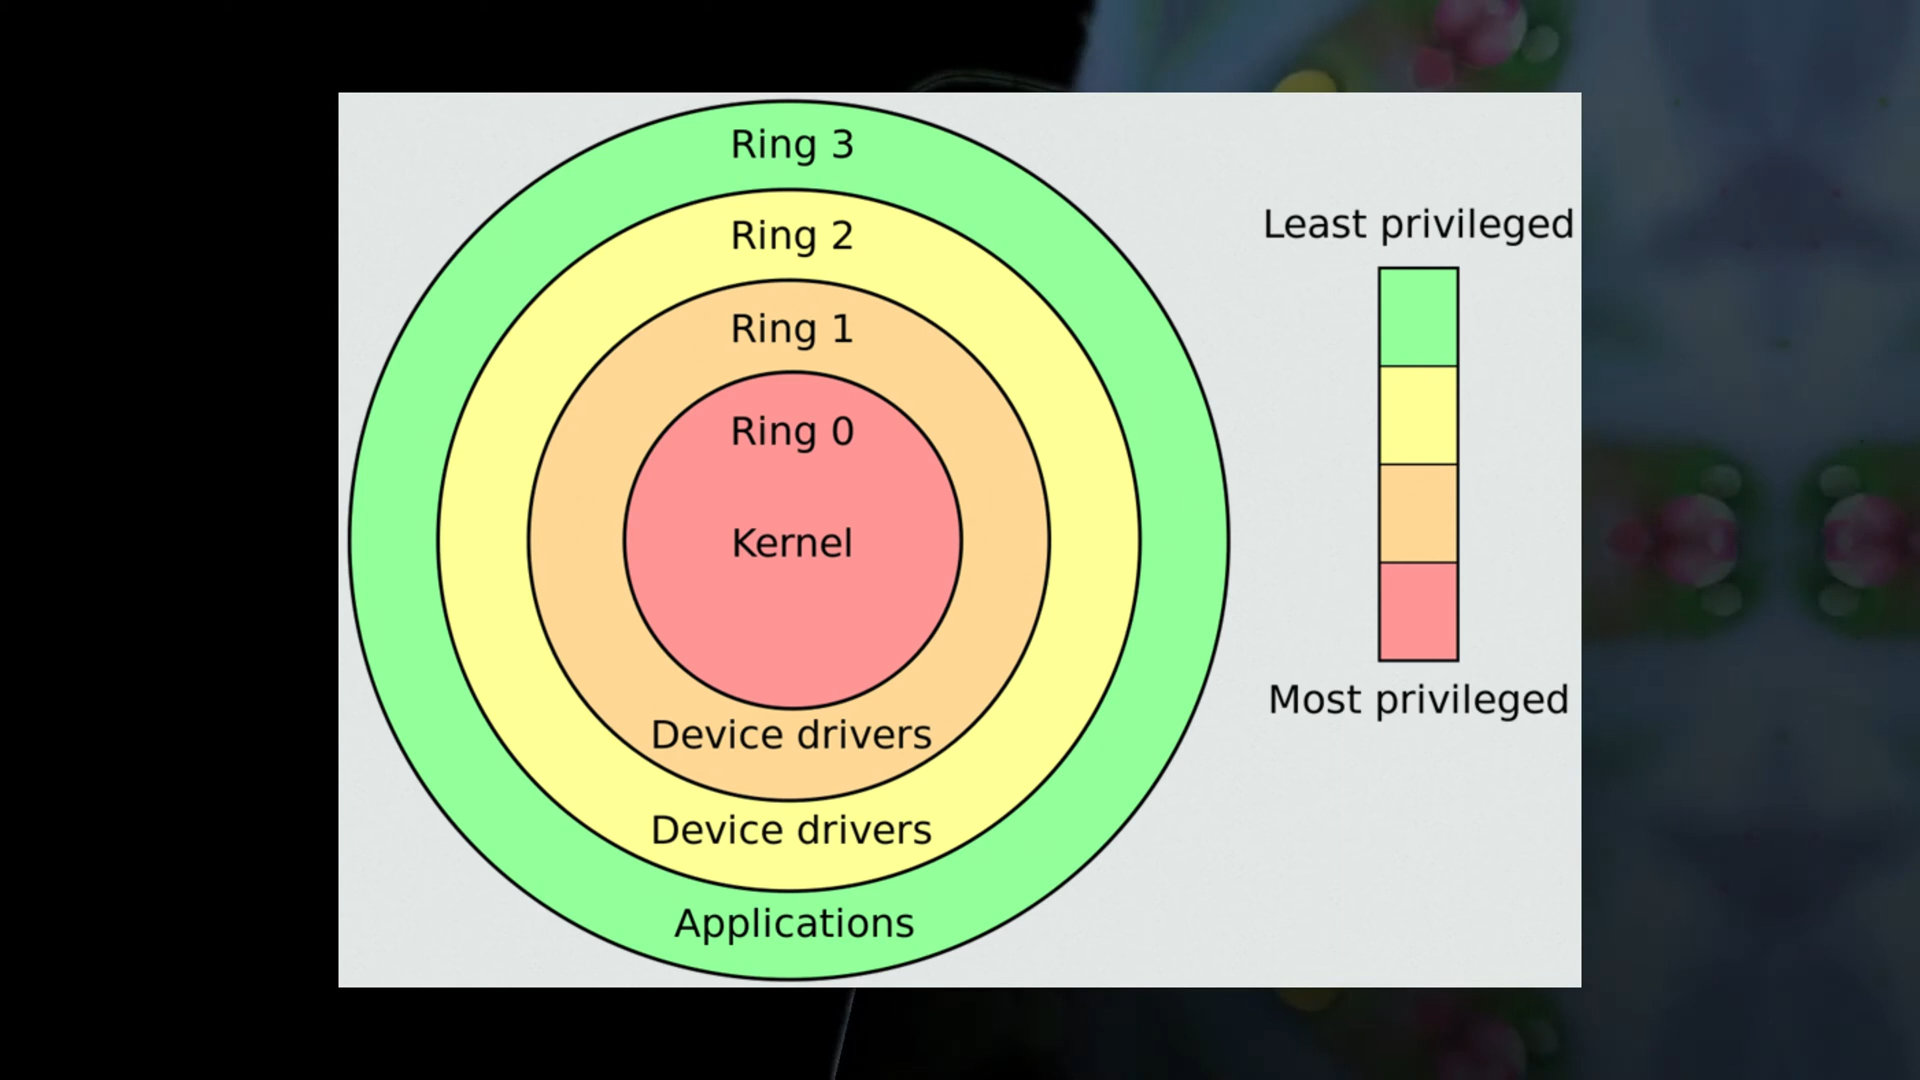 Ring 3
Ring 2
Ring 1
Ring 0
Kernel
Device drivers
Device drivers
Applications
Least privileged
Most privileged